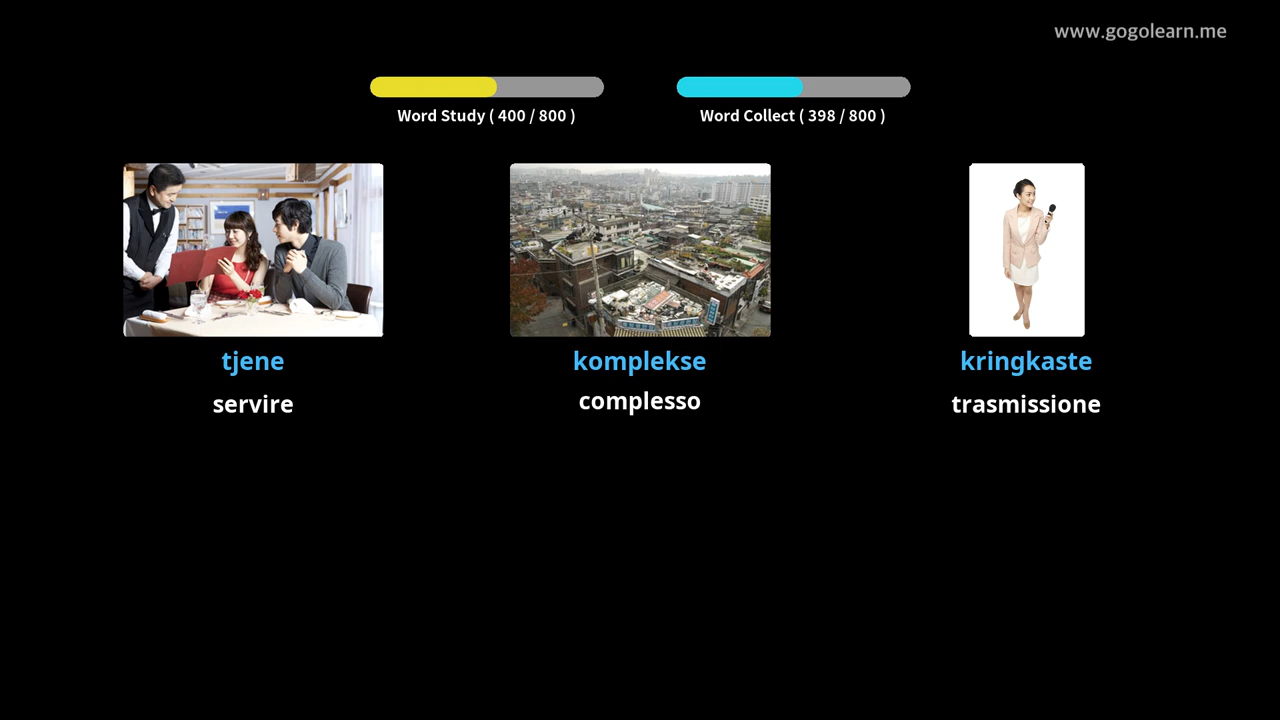 www.gogolearn.me
Word Study ( 400 / 800 )
Word Collect ( 398 / 800 )
tjene
servire
komplekse
complesso
kringkaste
trasmissione